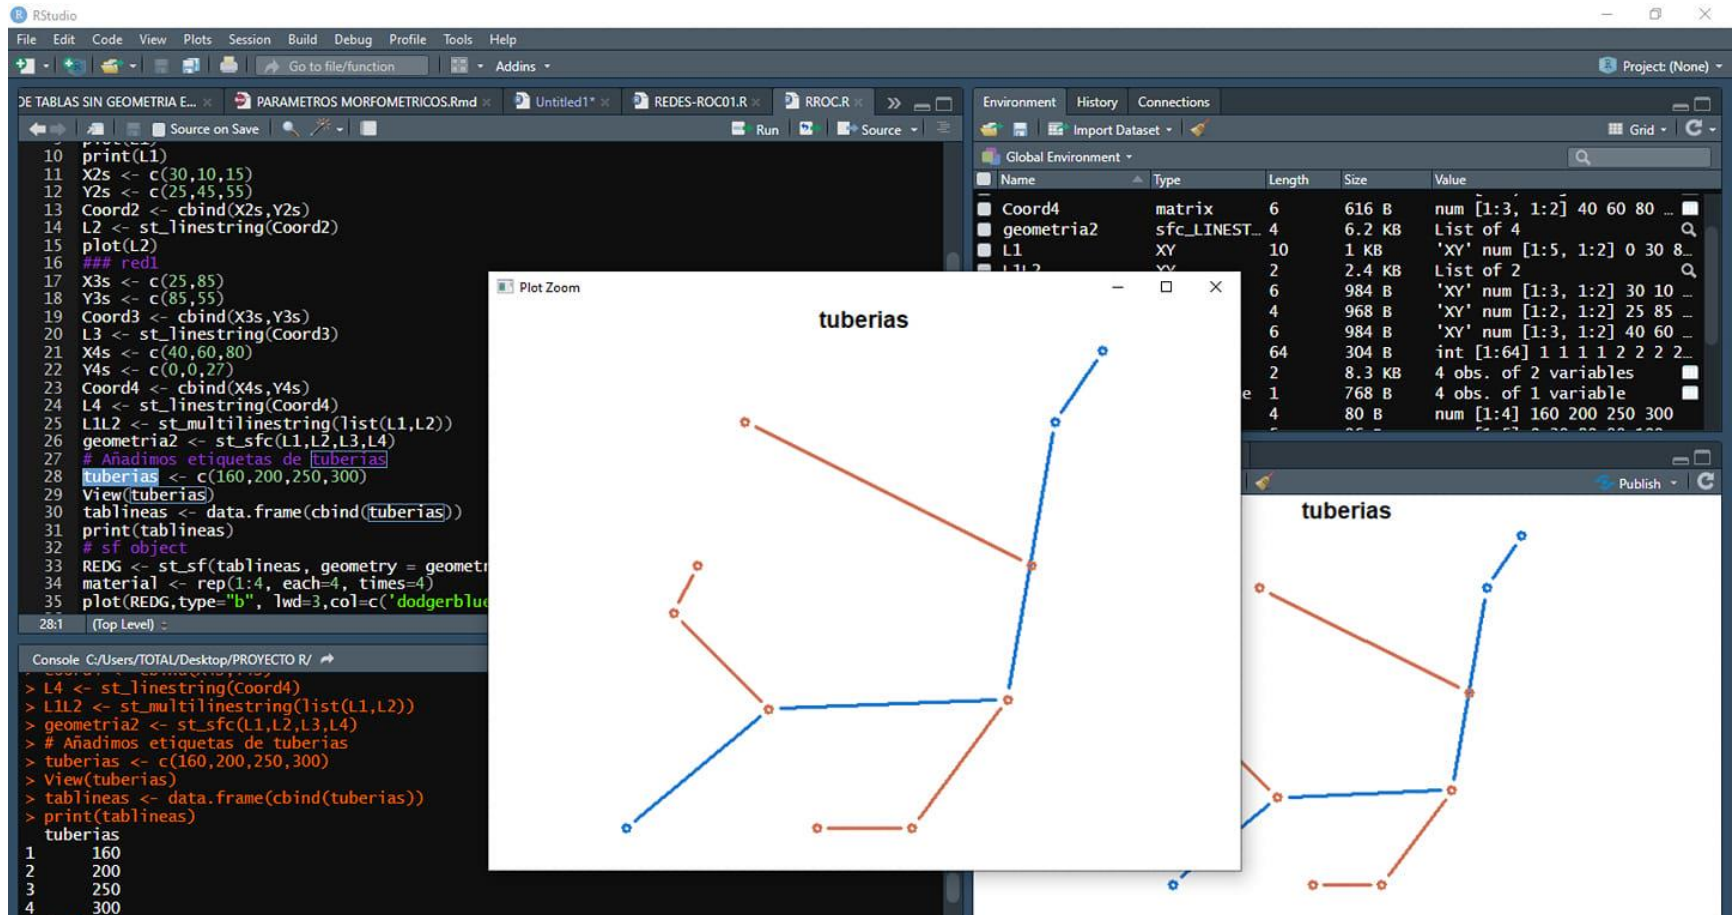 RStudio
File Edit Code View Plots Session Build Debug Profile Tools Help
Go to file/function Addins Project: (None)
DE TABLAS SIN GEOMETRIA E... PARAMETROS MORFOMETRICOS.Rmd Untitled1* REDES-ROC01.R RROC.R
Source on Save Run Source
10 print(L1)
11 X2s <- c(30,10,15)
12 Y2s <- c(25,45,55)
13 Coord2 <- cbind(X2s,Y2s)
14 L2 <- st_linestring(Coord2)
15 plot(L2)
16 ### red1
17 X3s <- c(25,85)
18 Y3s <- c(85,55)
19 Coord3 <- cbind(X3s,Y3s)
20 L3 <- st_linestring(Coord3)
21 X4s <- c(40,60,80)
22 Y4s <- c(0,0,27)
23 Coord4 <- cbind(X4s,Y4s)
24 L4 <- st_linestring(Coord4)
25 L1L2 <- st_multilinestring(list(L1,L2))
26 geometria2 <- st_sfc(L1,L2,L3,L4)
27 # Añadimos etiquetas de tuberias
28 tuberias <- c(160,200,250,300)
29 View(tuberias)
30 tablineas <- data.frame(cbind(tuberias))
31 print(tablineas)
32 # sf object
33 REDG <- st_sf(tablineas, geometry = geometr
34 material <- rep(1:4, each=4, times=4)
35 plot(REDG,type="b", lwd=3,col=c('dodgerblue
28:1 (Top Level)
Console C:/Users/TOTAL/Desktop/PROYECTO R/
> L4 <- st_linestring(Coord4)
> L1L2 <- st_multilinestring(list(L1,L2))
> geometria2 <- st_sfc(L1,L2,L3,L4)
> # Añadimos etiquetas de tuberias
> tuberias <- c(160,200,250,300)
> View(tuberias)
> tablineas <- data.frame(cbind(tuberias))
> print(tablineas)
tuberias
1 160
2 200
3 250
4 300
Plot Zoom
tuberias
Environment History Connections
Import Dataset Grid
Global Environment
Name Type Length Size Value
Coord4 matrix 6 616 B num [1:3, 1:2] 40 60 80 ...
geometria2 sfc_LINEST... 4 6.2 KB List of 4
L1 XY 10 1 KB 'XY' num [1:5, 1:2] 0 30 8...
L1L2 XY 2 2.4 KB List of 2
6 984 B 'XY' num [1:3, 1:2] 30 10 ...
4 968 B 'XY' num [1:2, 1:2] 25 85 ...
6 984 B 'XY' num [1:3, 1:2] 40 60 ...
64 304 B int [1:64] 1 1 1 1 2 2 2 2...
2 8.3 KB 4 obs. of 2 variables
e 1 768 B 4 obs. of 1 variable
4 80 B num [1:4] 160 200 250 300
Publish
tuberias